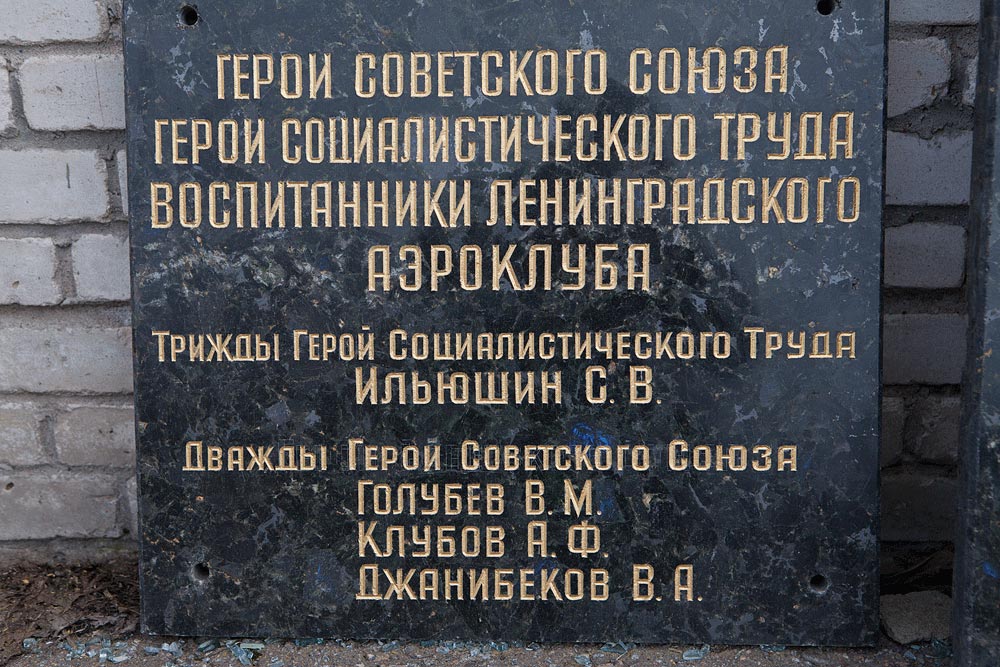 ГЕРОИ СОВЕТСКОГО СОЮЗА
ГЕРОИ СОЦИАЛИСТИЧЕСКОГО ТРУДА
ВОСПИТАННИКИ ЛЕНИНГРАДСКОГО
АЭРОКЛУБА
Трижды Герой Социалистического Труда
Ильюшин С. В.
Дважды Герои Советского Союза
Голубев В. М.
Клубов А. Ф.
Джанибеков В. А.